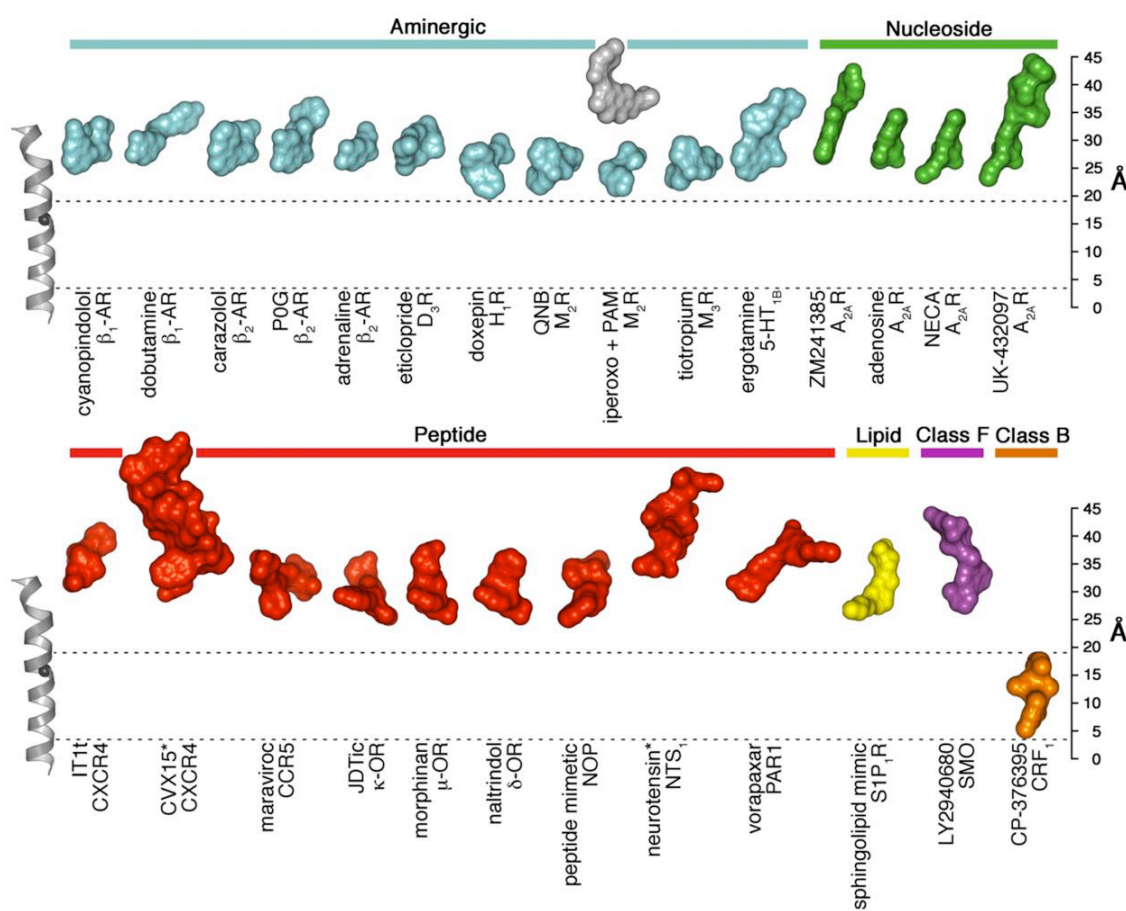 Aminergic
Nucleoside
45
40
35
30
25
20
15
10
5
0
Å
cyanopindolol
β₁-AR
dobutamine
β₁-AR
carazolol
β₂-AR
P0G
β₂-AR
adrenaline
β₂-AR
eticlopride
D₃R
doxepin
H₁R
QNB
M₂R
iperoxo + PAM
M₂R
tiotropium
M₃R
ergotamine
5-HT₁B-
ZM241385
A₂AR
adenosine
A₂AR
NECA
A₂AR
UK-432097
A₂AR
Peptide
Lipid
Class F
Class B
45
40
35
30
25
20
15
10
5
0
Å
IT1t
CXCR4
CVX15*
CXCR4
maraviroc
CCR5
JDTic
κ-OR
morphinan
μ-OR
naltrindol
δ-OR
peptide mimetic
NOP
neurotensin*
NTS₁
vorapaxar
PAR1
sphingolipid mimic
S1P₁R
LY2940680
SMO
CP-376395
CRF₁